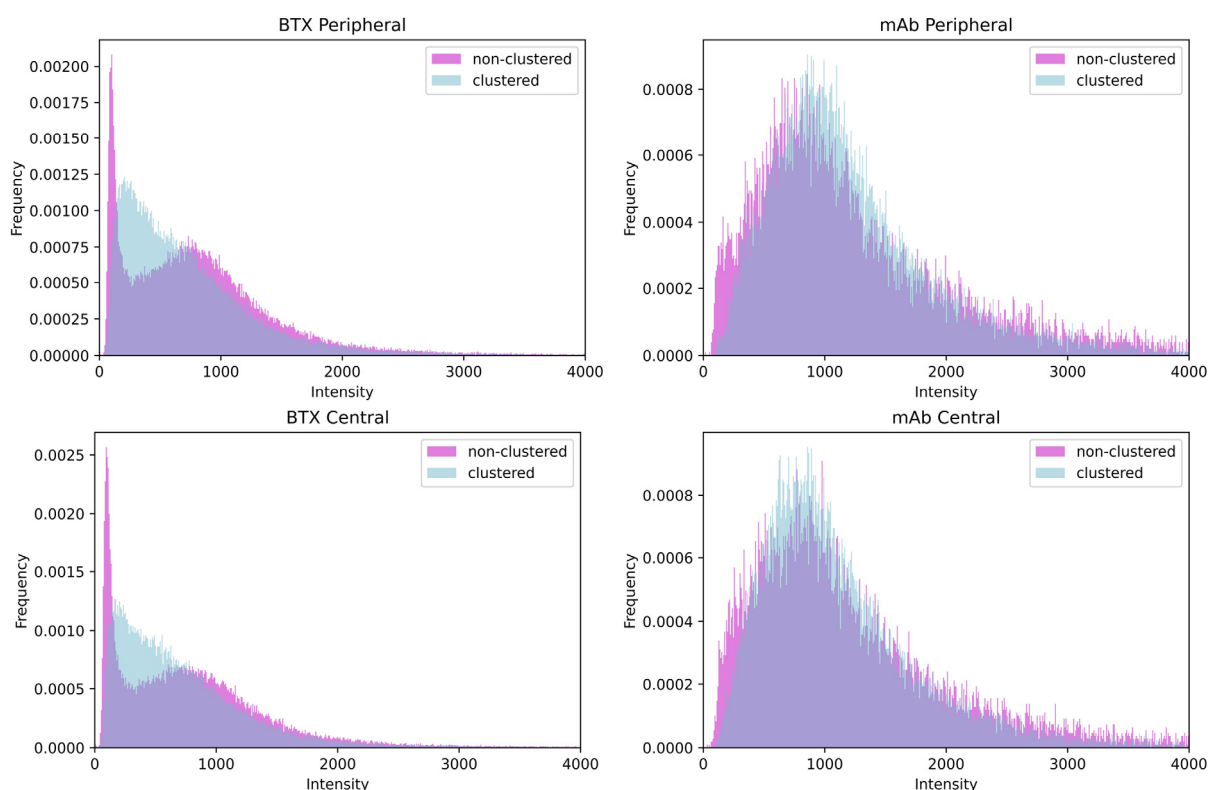 BTX Peripheral
non-clustered
clustered
Frequency
0.00200
0.00175
0.00150
0.00125
0.00100
0.00075
0.00050
0.00025
0.00000
0 1000 2000 3000 4000
Intensity
mAb Peripheral
non-clustered
clustered
Frequency
0.0008
0.0006
0.0004
0.0002
0.0000
0 1000 2000 3000 4000
Intensity
BTX Central
non-clustered
clustered
Frequency
0.0025
0.0020
0.0015
0.0010
0.0005
0.0000
0 1000 2000 3000 4000
Intensity
mAb Central
non-clustered
clustered
Frequency
0.0008
0.0006
0.0004
0.0002
0.0000
0 1000 2000 3000 4000
Intensity